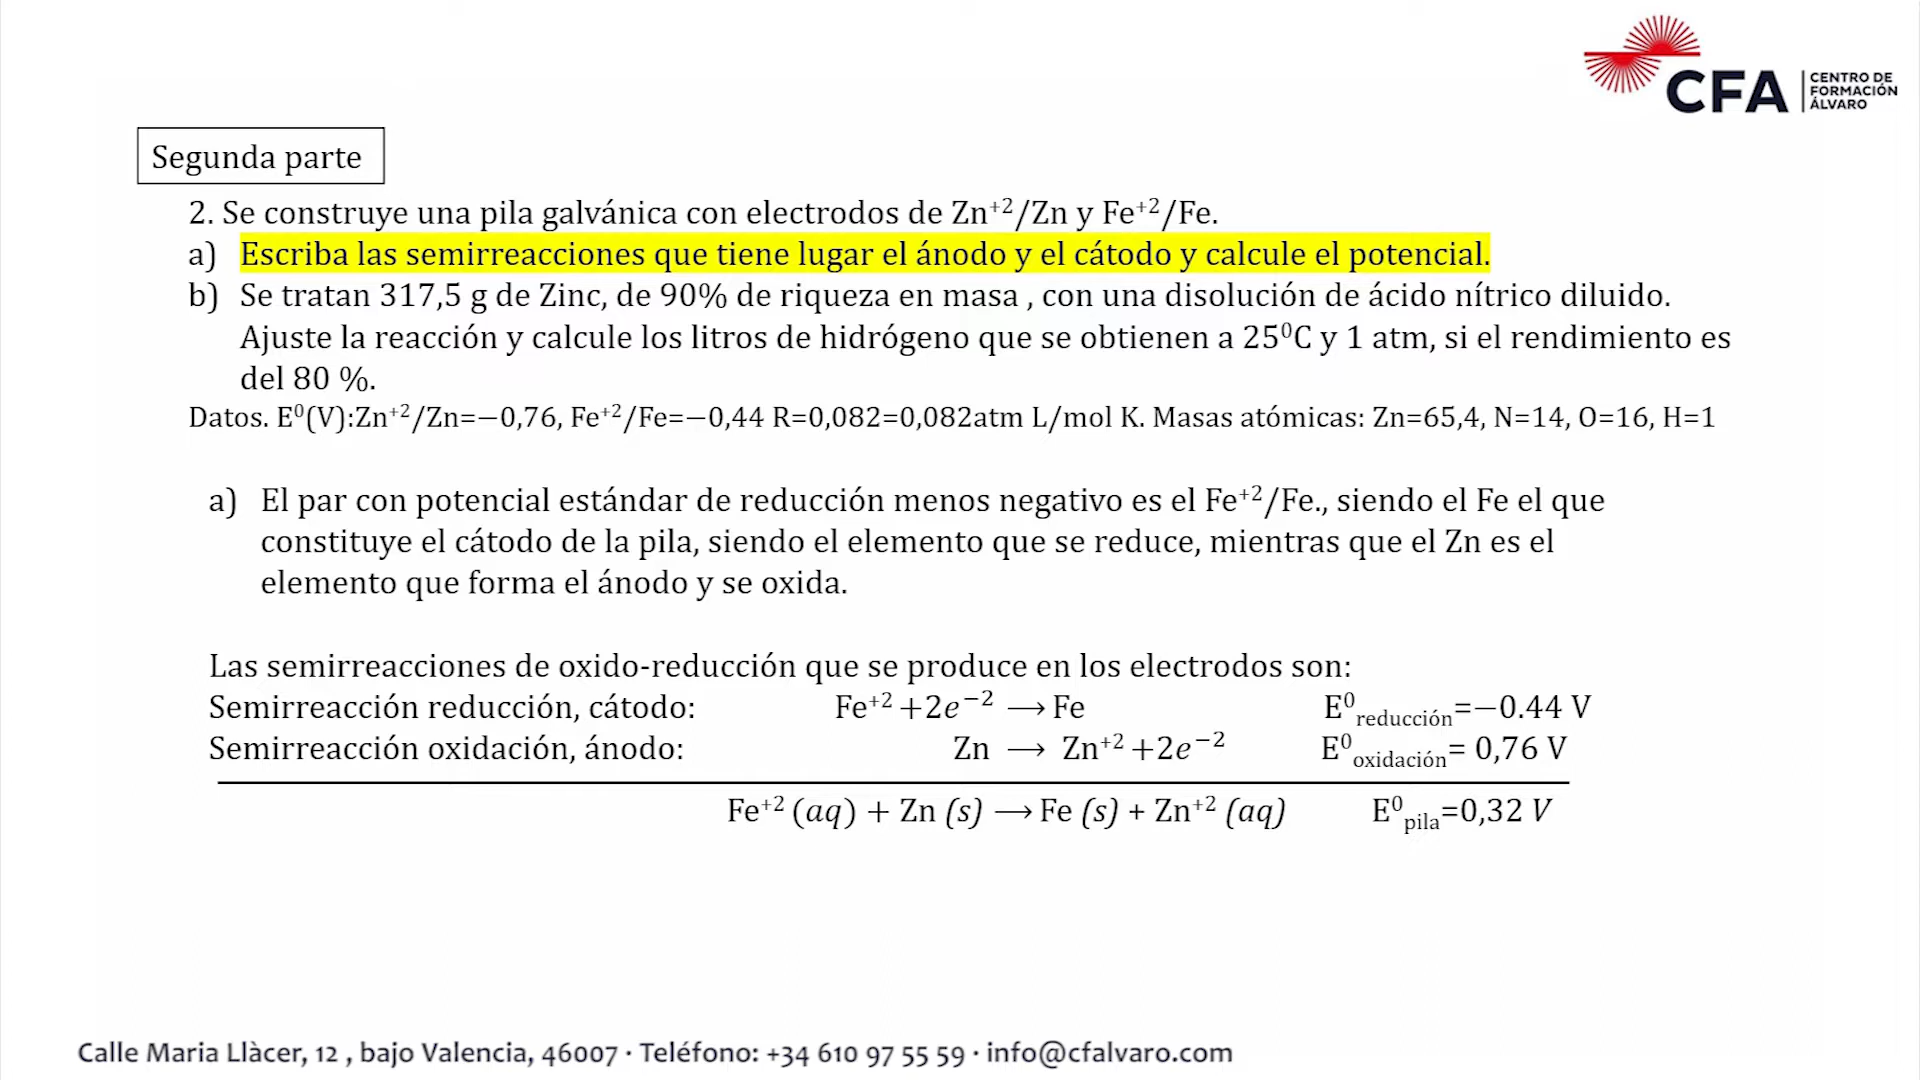 CFA
CENTRO DE
FORMACIÓN
ÁLVARO
Segunda parte
2. Se construye una pila galvánica con electrodos de Zn⁺²/Zn y Fe⁺²/Fe.
a) Escriba las semirreacciones que tiene lugar el ánodo y el cátodo y calcule el potencial.
b) Se tratan 317,5 g de Zinc, de 90% de riqueza en masa , con una disolución de ácido nítrico diluido.
Ajuste la reacción y calcule los litros de hidrógeno que se obtienen a 25⁰C y 1 atm, si el rendimiento es
del 80 %.
Datos. E⁰(V):Zn⁺²/Zn=−0,76, Fe⁺²/Fe=−0,44 R=0,082=0,082atm L/mol K. Masas atómicas: Zn=65,4, N=14, O=16, H=1
a) El par con potencial estándar de reducción menos negativo es el Fe⁺²/Fe., siendo el Fe el que
constituye el cátodo de la pila, siendo el elemento que se reduce, mientras que el Zn es el
elemento que forma el ánodo y se oxida.
Las semirreacciones de oxido-reducción que se produce en los electrodos son:
Semirreacción reducción, cátodo: Fe⁺² +2e⁻² ⟶ Fe E⁰reducción=−0.44 V
Semirreacción oxidación, ánodo: Zn ⟶ Zn⁺² +2e⁻² E⁰oxidación= 0,76 V
Fe⁺² (aq) + Zn (s) ⟶ Fe (s) + Zn⁺² (aq) E⁰pila=0,32 V
Calle Maria Llàcer, 12 , bajo Valencia, 46007 · Teléfono: +34 610 97 55 59 · info@cfalvaro.com